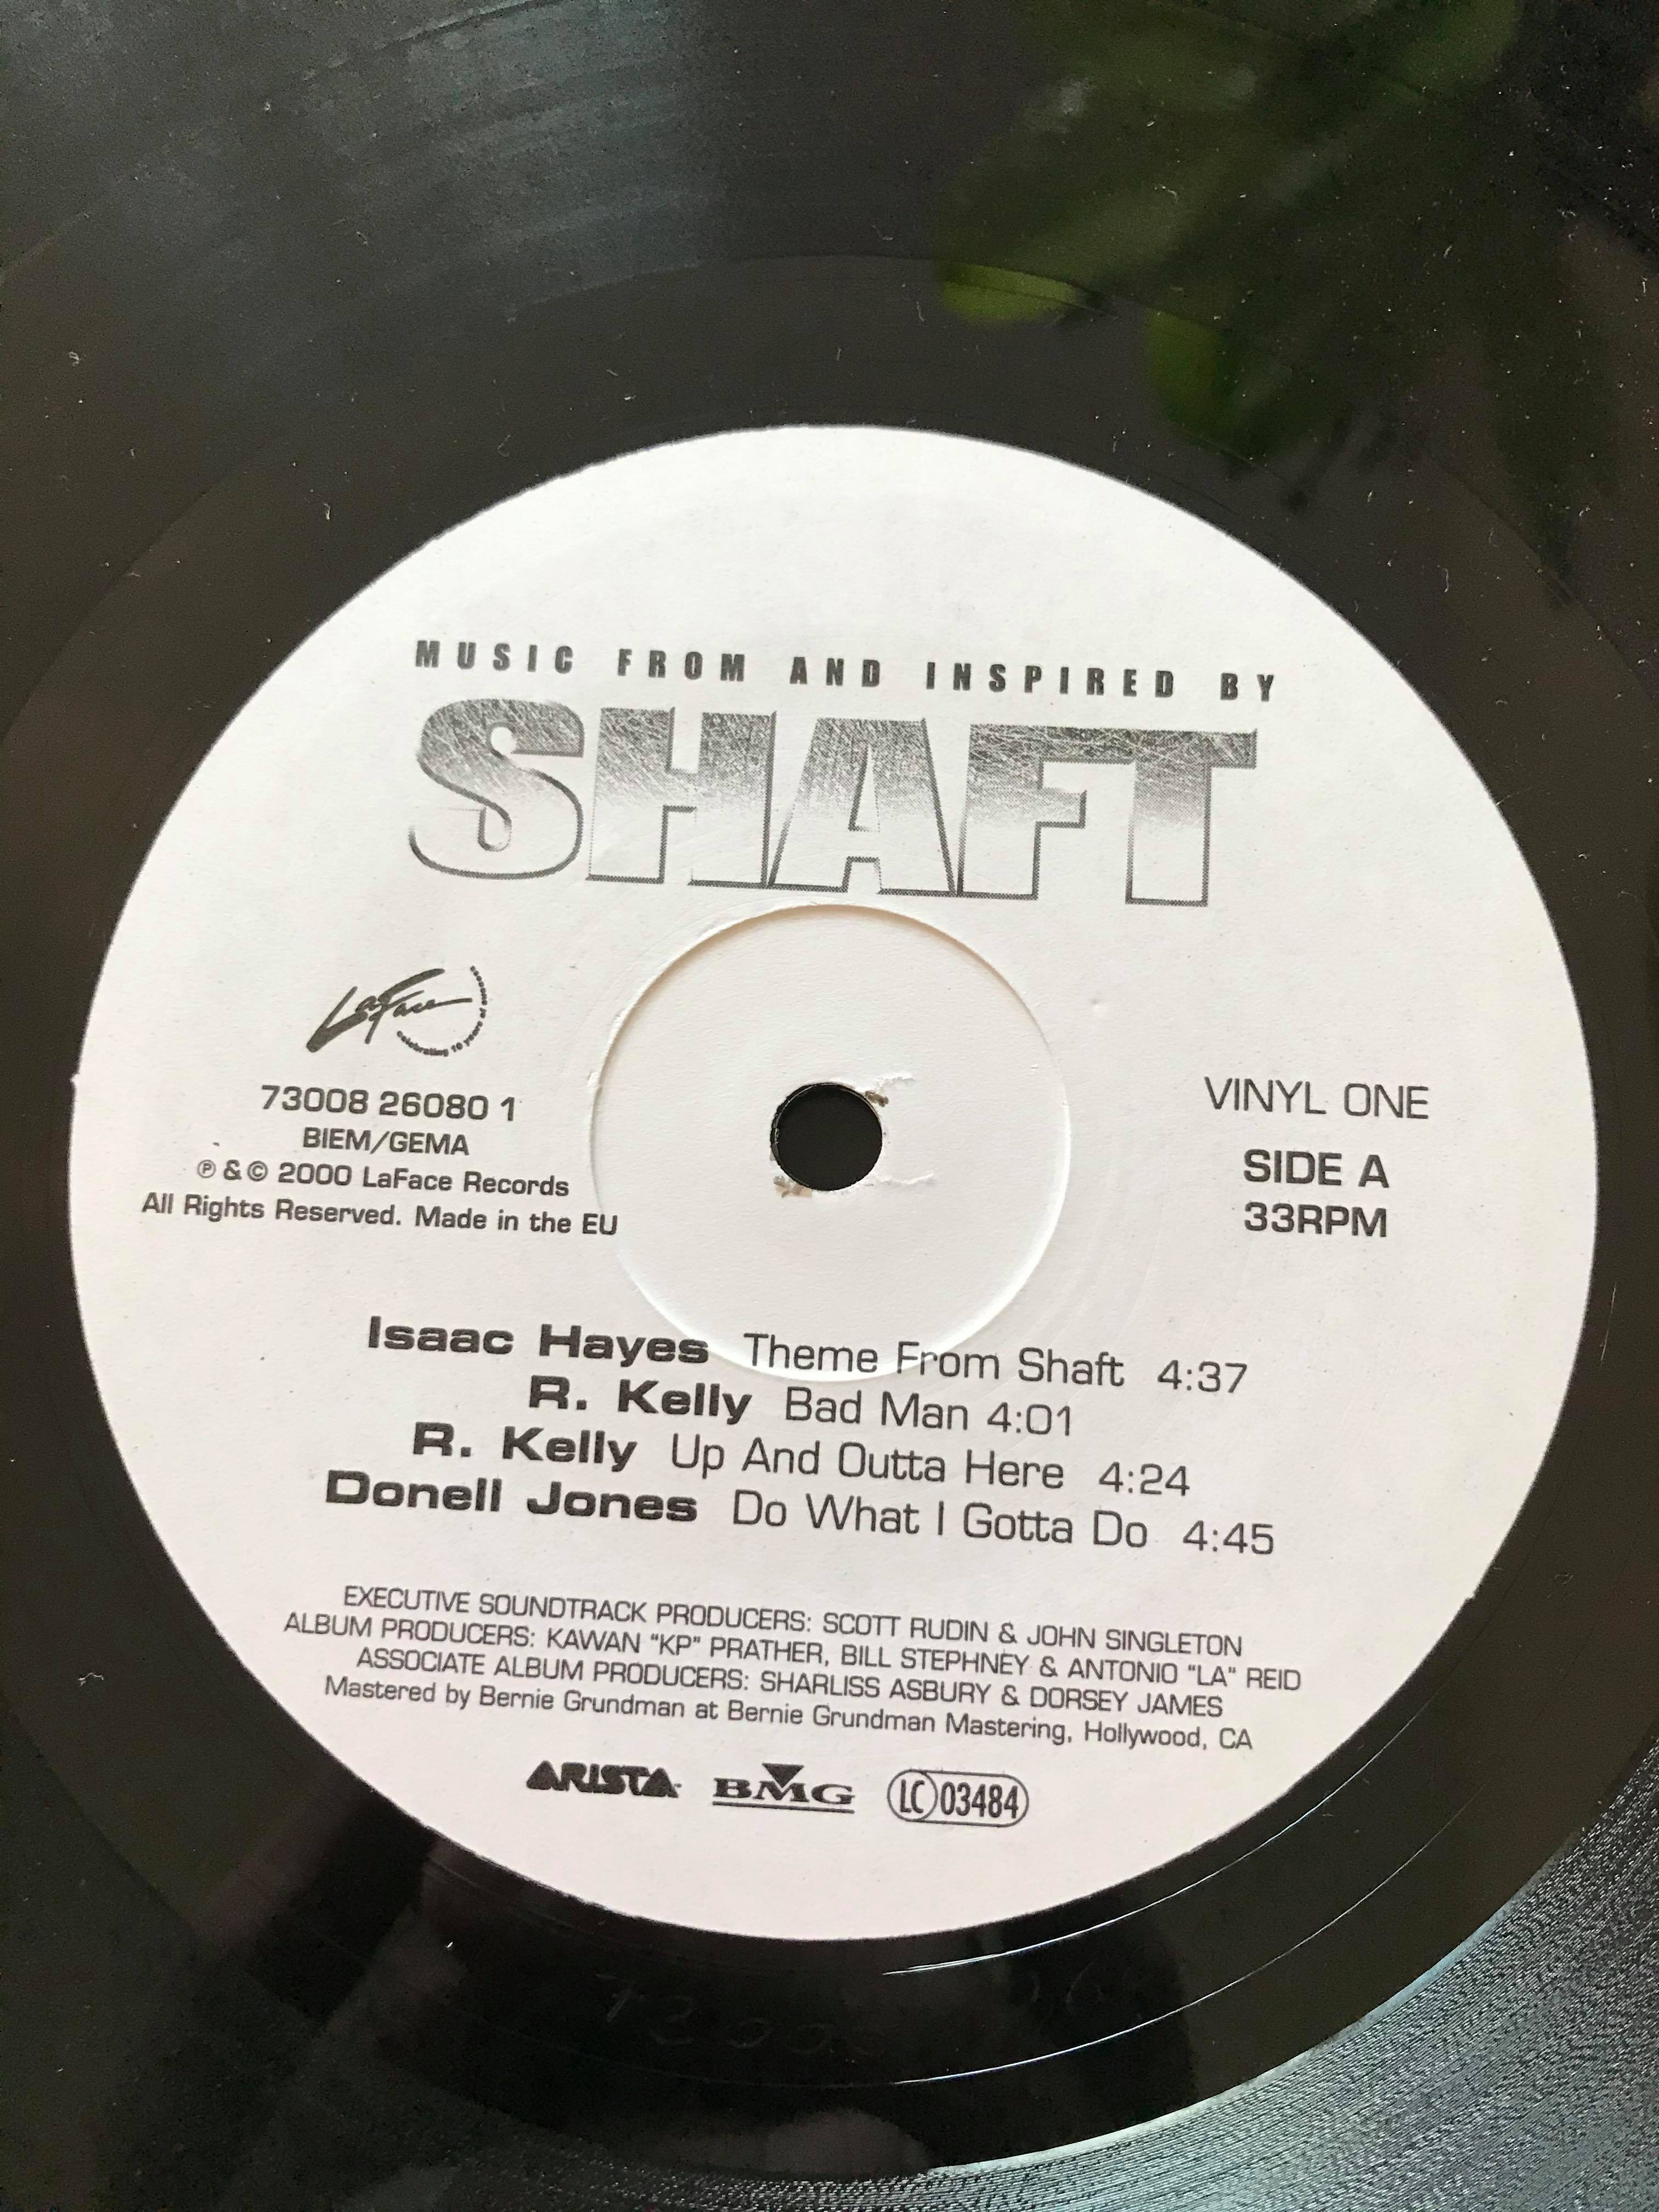 MUSIC FROM AND INSPIRED BY
SHAFT
LaFace
celebrating 10 years of
73008 26080 1
BIEM/GEMA
℗ & © 2000 LaFace Records
All Rights Reserved. Made in the EU
VINYL ONE
SIDE A
33RPM
Isaac Hayes Theme From Shaft 4:37
R. Kelly Bad Man 4:01
R. Kelly Up And Outta Here 4:24
Donell Jones Do What I Gotta Do 4:45
EXECUTIVE SOUNDTRACK PRODUCERS: SCOTT RUDIN & JOHN SINGLETON
ALBUM PRODUCERS: KAWAN "KP" PRATHER, BILL STEPHNEY & ANTONIO "LA" REID
ASSOCIATE ALBUM PRODUCERS: SHARLISS ASBURY & DORSEY JAMES
Mastered by Bernie Grundman at Bernie Grundman Mastering, Hollywood, CA
ARISTA BMG LC 03484